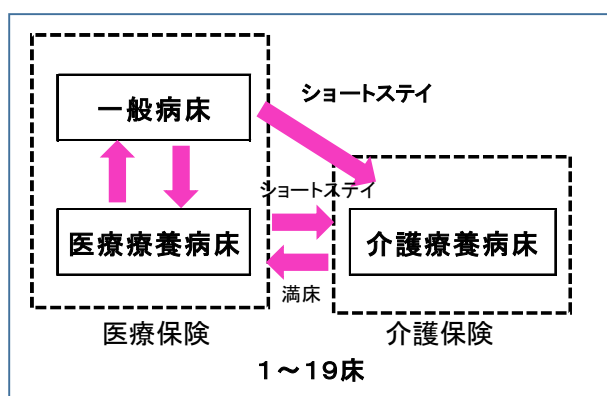 ショートステイ
一般病床
ショートステイ
医療療養病床
介護療養病床
満床
医療保険
介護保険
１～１９床